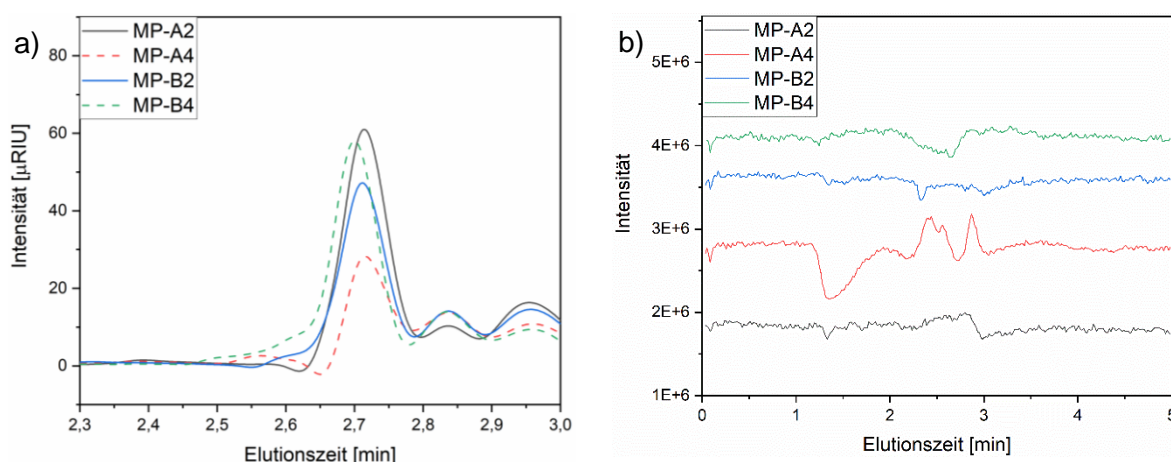 a)
MP-A2
MP-A4
MP-B2
MP-B4
Intensität [µRIU]
80
60
40
20
0
2,3 2,4 2,5 2,6 2,7 2,8 2,9 3,0
Elutionszeit [min]
b)
MP-A2
MP-A4
MP-B2
MP-B4
Intensität
5E+6
4E+6
3E+6
2E+6
1E+6
0 1 2 3 4 5
Elutionszeit [min]